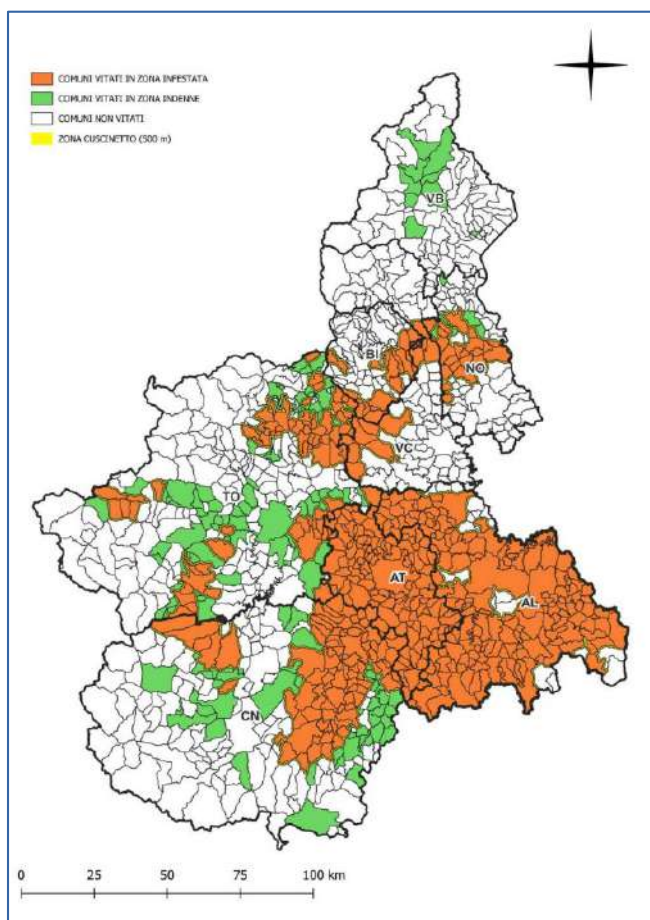 COMUNI VITATI IN ZONA INFESTATA
COMUNI VITATI IN ZONA INDENNE
COMUNI NON VITATI
ZONA CUSCINETTO (500 m)
VB
BI
NO
VC
TO
AT
AL
CN
0 25 50 75 100 km